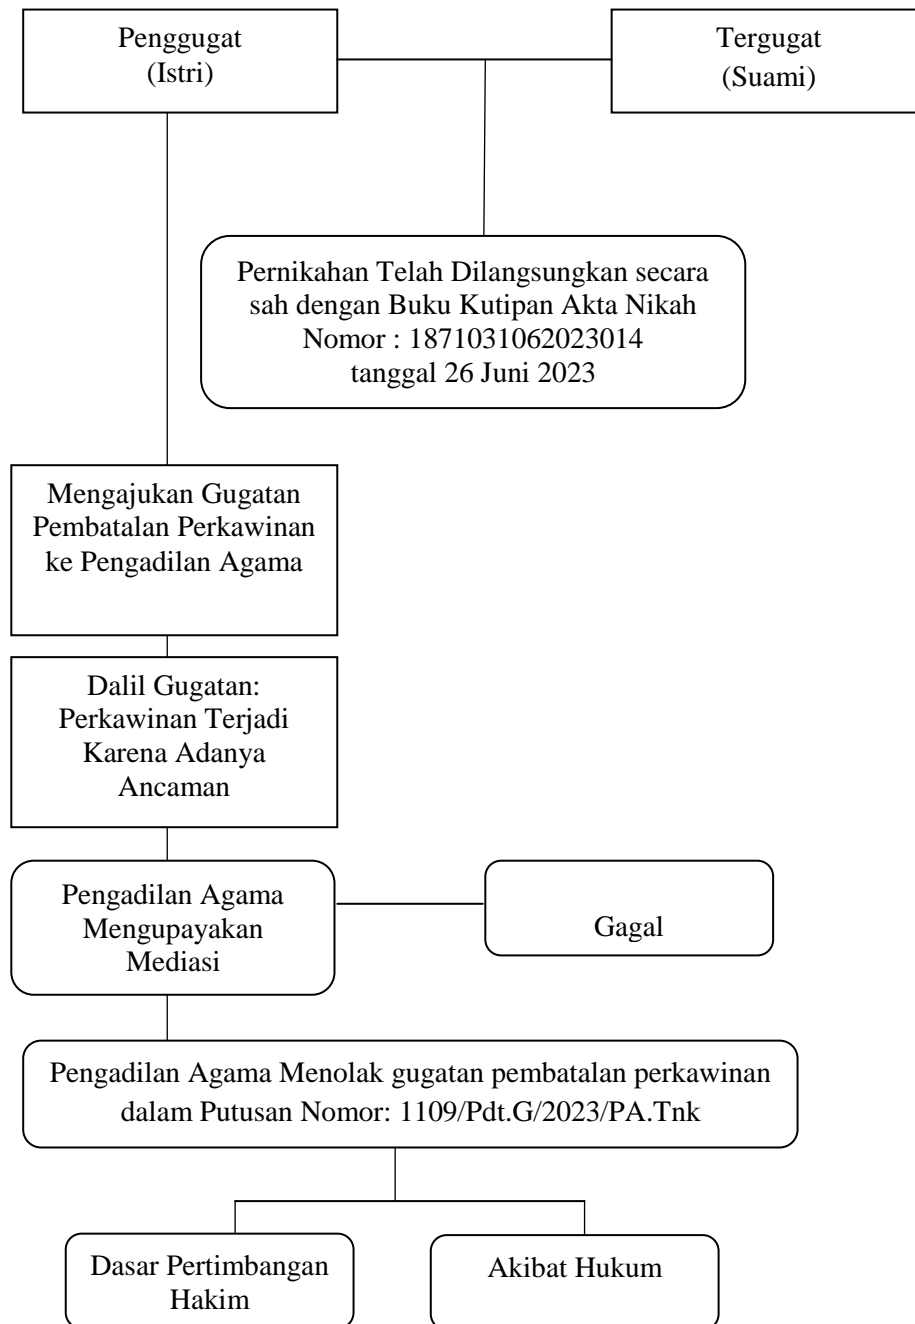 Penggugat
(Istri)
Tergugat
(Suami)
Pernikahan Telah Dilangsungkan secara
sah dengan Buku Kutipan Akta Nikah
Nomor : 1871031062023014
tanggal 26 Juni 2023
Mengajukan Gugatan
Pembatalan Perkawinan
ke Pengadilan Agama
Dalil Gugatan:
Perkawinan Terjadi
Karena Adanya
Ancaman
Pengadilan Agama
Mengupayakan
Mediasi
Gagal
Pengadilan Agama Menolak gugatan pembatalan perkawinan
dalam Putusan Nomor: 1109/Pdt.G/2023/PA.Tnk
Dasar Pertimbangan
Hakim
Akibat Hukum